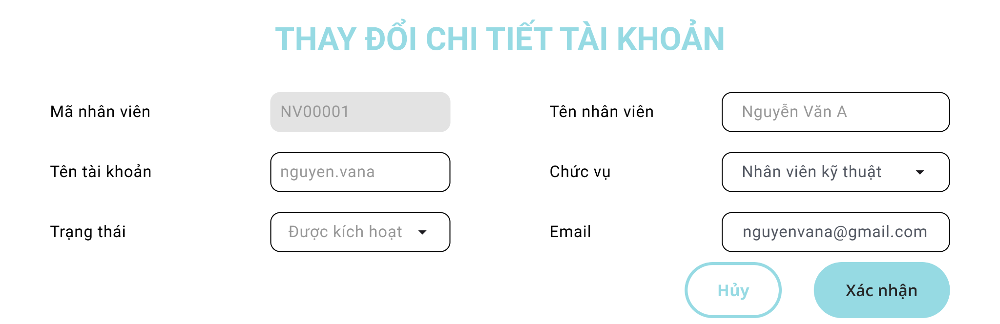 THAY ĐỔI CHI TIẾT TÀI KHOẢN
Mã nhân viên NV00001 Tên nhân viên Nguyễn Văn A
Tên tài khoản nguyen.vana Chức vụ Nhân viên kỹ thuật
Trạng thái Được kích hoạt Email nguyenvana@gmail.com
Hủy Xác nhận